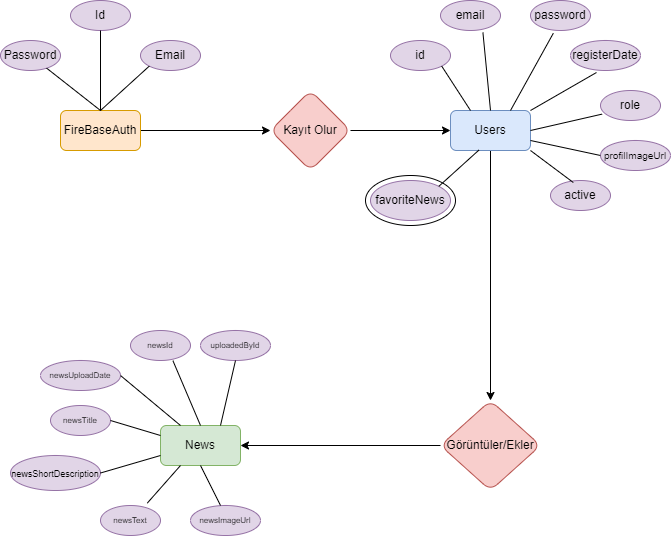 Id
email
password
Password
Email
id
registerDate
role
FireBaseAuth
Kayıt Olur
Users
profilImageUrl
active
favoriteNews
newsId
uploadedById
newsUploadDate
newsTitle
News
Görüntüler/Ekler
newsShortDescription
newsText
newsImageUrl